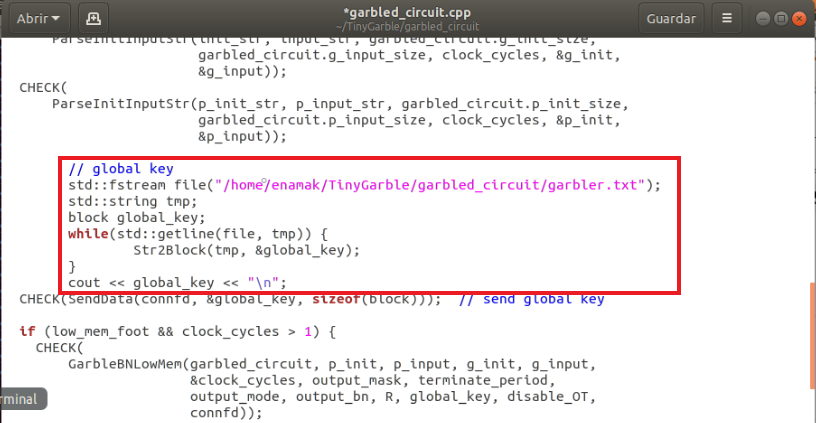 Abrir
*garbled_circuit.cpp
~/TinyGarble/garbled_circuit
Guardar
ParseInitInputStr(init_str, input_str, garbled_circuit.g_init_size,
garbled_circuit.g_input_size, clock_cycles, &g_init,
&g_input));
CHECK(
ParseInitInputStr(p_init_str, p_input_str, garbled_circuit.p_init_size,
garbled_circuit.p_input_size, clock_cycles, &p_init,
&p_input));
// global key
std::fstream file("/home/enamak/TinyGarble/garbled_circuit/garbler.txt");
std::string tmp;
block global_key;
while(std::getline(file, tmp)) {
Str2Block(tmp, &global_key);
}
cout << global_key << "\n";
CHECK(SendData(connfd, &global_key, sizeof(block))); // send global key
if (low_mem_foot && clock_cycles > 1) {
CHECK(
GarbleBNLowMem(garbled_circuit, p_init, p_input, g_init, g_input,
&clock_cycles, output_mask, terminate_period,
output_mode, output_bn, R, global_key, disable_OT,
connfd));
rminal